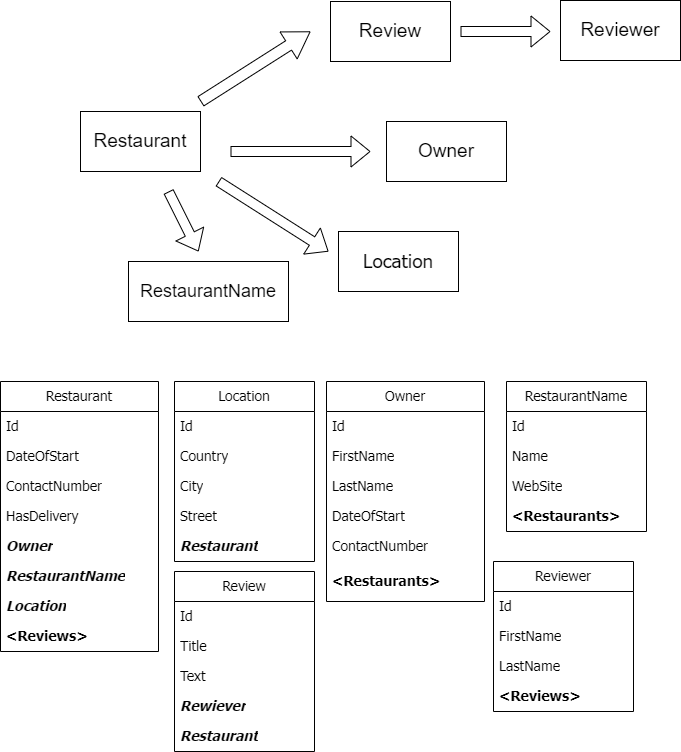 Review
Reviewer
Restaurant
Owner
Location
RestaurantName
Restaurant
Id
DateOfStart
ContactNumber
HasDelivery
Owner
RestaurantName
Location
<Reviews>
Location
Id
Country
City
Street
Restaurant
Owner
Id
FirstName
LastName
DateOfStart
ContactNumber
<Restaurants>
RestaurantName
Id
Name
WebSite
<Restaurants>
Review
Id
Title
Text
Rewiever
Restaurant
Reviewer
Id
FirstName
LastName
<Reviews>